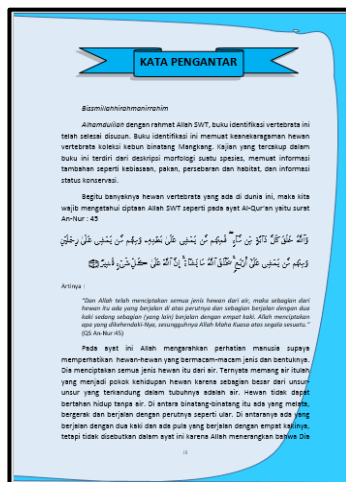 KATA PENGANTAR
Bissmillahhirahmanirrahim
Alhamdulilah dengan rahmat Allah SWT, buku identifikasi vertebrata ini
telah selesai disusun. Buku identifikasi ini memuat keanekaragaman hewan
vertebrata koleksi kebun binatang Mangkang. Kajian yang tercakup dalam
buku ini terdiri dari deskripsi morfologi suatu spesies, memuat informasi
tambahan seperti kebiasaan, pakan, persebaran dan habitat, dan informasi
status konservasi.
Begitu banyaknya hewan vertebrata yang ada di dunia ini, maka kita
wajib mengatahui ciptaan Allah SWT seperti pada ayat Al-Qur'an yaitu surat
An-Nur : 45
وَاللَّهُ خَلَقَ كُلَّ دَابَّةٍ مِّن مَّاءٍ ۖ فَمِنْهُم مَّن يَمْشِي عَلَىٰ بَطْنِهِ وَمِنْهُم مَّن يَمْشِي عَلَىٰ رِجْلَيْنِ
وَمِنْهُم مَّن يَمْشِي عَلَىٰ أَرْبَعٍ ۚ يَخْلُقُ اللَّهُ مَا يَشَاءُ ۚ إِنَّ اللَّهَ عَلَىٰ كُلِّ شَيْءٍ قَدِيرٌ
Artinya :
"Dan Allah telah menciptakan semua jenis hewan dari air, maka sebagian dari
hewan itu ada yang berjalan di atas perutnya dan sebagian berjalan dengan dua
kaki sedang sebagian (yang lain) berjalan dengan empat kaki. Allah menciptakan
apa yang dikehendaki-Nya, sesungguhnya Allah Maha Kuasa atas segala sesuatu."
(QS An-Nur 45)
Pada ayat ini Allah mengarahkan perhatian manusia supaya
memperhatikan hewan-hewan yang bermacam-macam jenis dan bentuknya.
Dia menciptakan semua jenis hewan itu dari air. Ternyata memang air itulah
yang menjadi pokok kehidupan hewan karena sebagian besar dari unsur-
unsur yang terkandung dalam tubuhnya adalah air. Hewan tidak dapat
bertahan hidup tanpa air. Di antara binatang-binatang itu ada yang melata,
bergerak dan berjalan dengan perutnya seperti ular. Di antaranya ada yang
berjalan dengan dua kaki dan ada pula yang berjalan dengan empat kakinya,
tetapi tidak disebutkan dalam ayat ini karena Allah menerangkan bahwa Dia